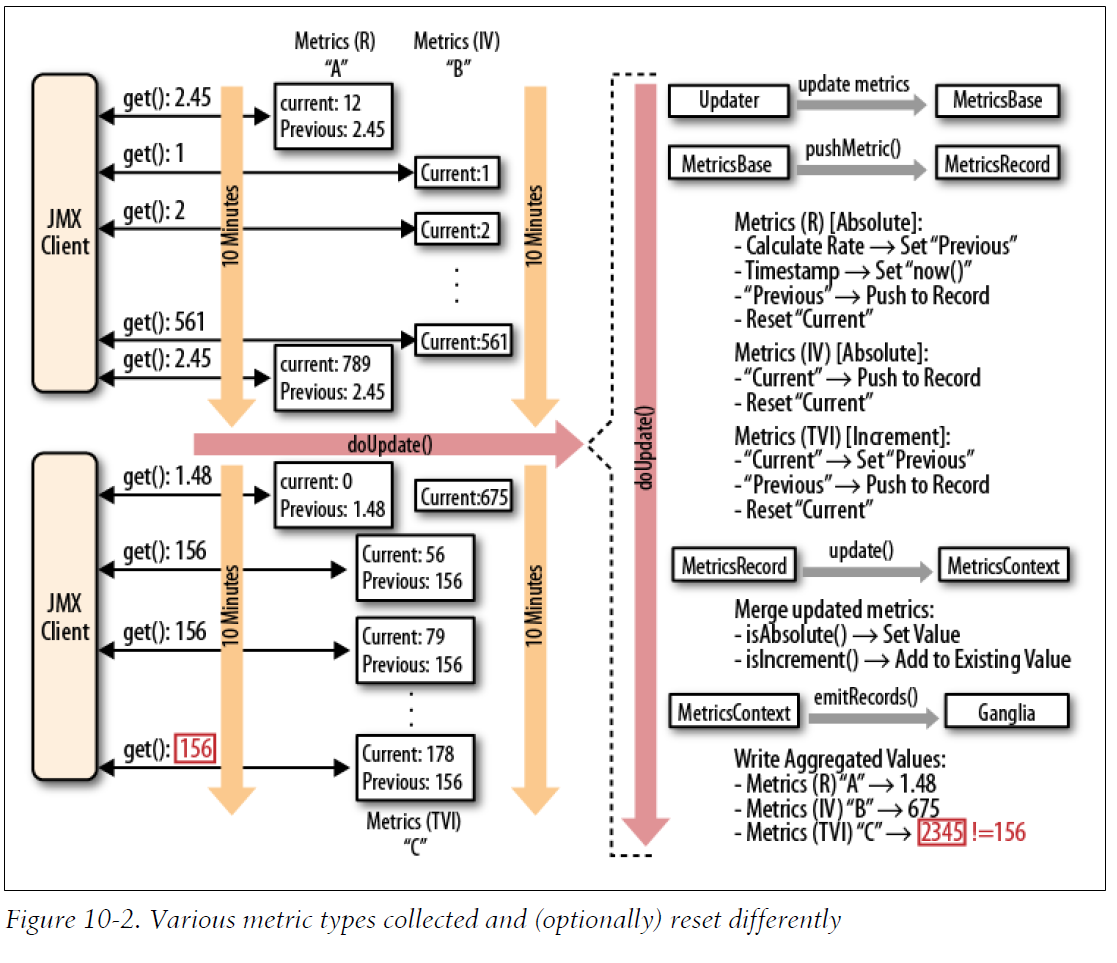 Metrics (R)
“A”
Metrics (IV)
“B”
JMX
Client
get(): 2.45
current: 12
Previous: 2.45
get(): 1
Current:1
get(): 2
Current:2
10 Minutes
10 Minutes
get(): 561
Current:561
get(): 2.45
current: 789
Previous: 2.45
doUpdate()
JMX
Client
get(): 1.48
current: 0
Previous: 1.48
Current:675
get(): 156
Current: 56
Previous: 156
10 Minutes
10 Minutes
get(): 156
Current: 79
Previous: 156
get(): 156
Current: 178
Previous: 156
Metrics (TVI)
“C”
doUpdate()
Updater
update metrics
MetricsBase
MetricsBase
pushMetric()
MetricsRecord
Metrics (R) [Absolute]:
- Calculate Rate → Set “Previous”
- Timestamp → Set “now()”
- “Previous” → Push to Record
- Reset “Current”
Metrics (IV) [Absolute]:
- “Current” → Push to Record
- Reset “Current”
Metrics (TVI) [Increment]:
- “Current” → Set “Previous”
- “Previous” → Push to Record
- Reset “Current”
MetricsRecord
update()
MetricsContext
Merge updated metrics:
- isAbsolute() → Set Value
- isIncrement() → Add to Existing Value
MetricsContext
emitRecords()
Ganglia
Write Aggregated Values:
- Metrics (R) “A” → 1.48
- Metrics (IV) “B” → 675
- Metrics (TVI) “C” → 2345 !=156
Figure 10-2. Various metric types collected and (optionally) reset differently